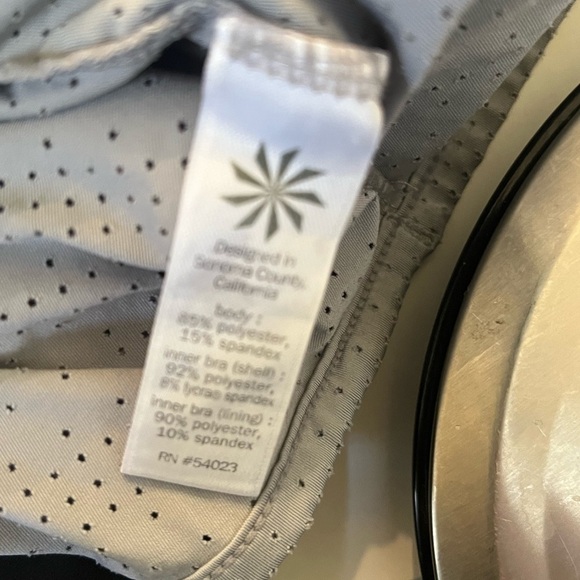 Designed in
Sonoma County,
California
body :
85% polyester,
15% spandex
inner bra (shell) :
92% polyester,
8% lycra® spandex
inner bra (lining) :
90% polyester,
10% spandex
RN #54023